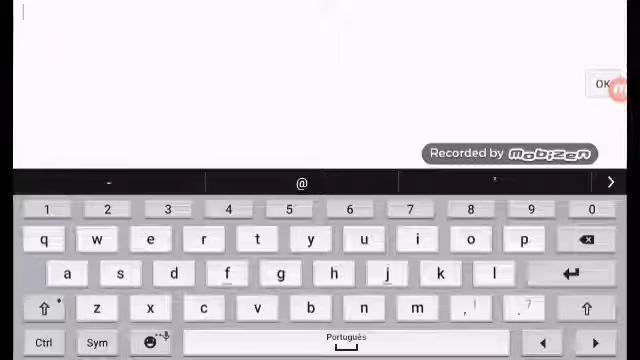 OK
Recorded by mobizen
- @ ' >
1 2 3 4 5 6 7 8 9 0
q w e r t y u i o p
a s d f g h j k l
z x c v b n m , ! . ?
Ctrl Sym Português